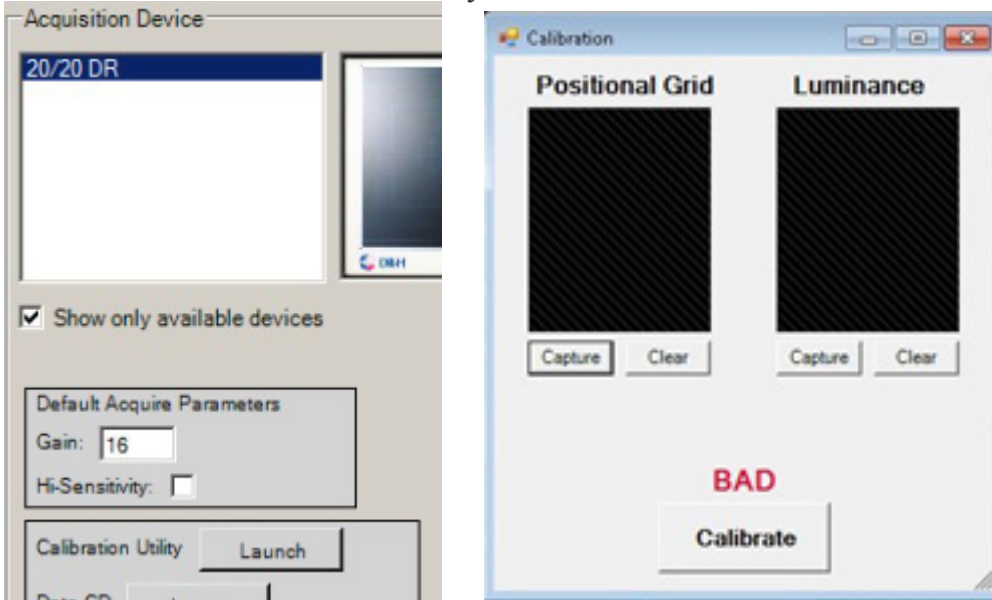 Acquisition Device
20/20 DR
Show only available devices
Default Acquire Parameters
Gain: 16
Hi-Sensitivity:
Calibration Utility Launch
Calibration
Positional Grid Luminance
Capture Clear Capture Clear
BAD
Calibrate